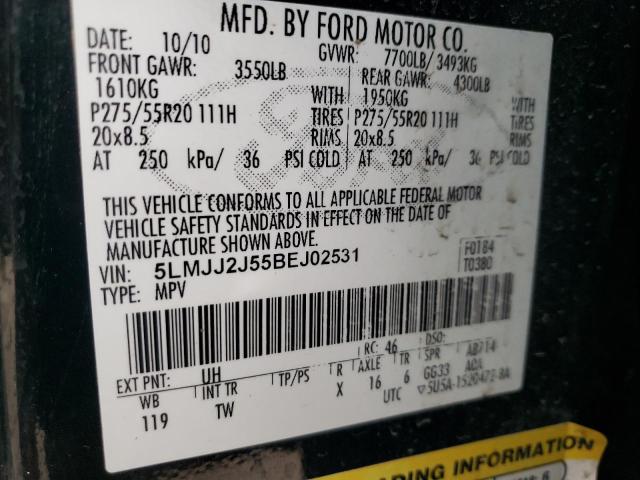 MFD. BY FORD MOTOR CO.
DATE: 10/10 GVWR: 7700LB/ 3493KG
FRONT GAWR: 3550LB REAR GAWR: 4300LB
1610KG WITH 1950KG WITH
P275/55R20 111H TIRES P275/55R20 111H TIRES
20x8.5 RIMS 20x8.5 RIMS
AT 250 kPa/ 36 PSI COLD AT 250 kPa/ 36 PSI COLD
THIS VEHICLE CONFORMS TO ALL APPLICABLE FEDERAL MOTOR
VEHICLE SAFETY STANDARDS IN EFFECT ON THE DATE OF
MANUFACTURE SHOWN ABOVE.
VIN: 5LMJJ2J55BEJ02531 F0184
TYPE: MPV T0380
EXT PNT: UH RC: 46 DSO:
WB INT TR TP/PS R AXLE TR SPR
119 TW X 16 6 GG33
UTC
INFORMATION